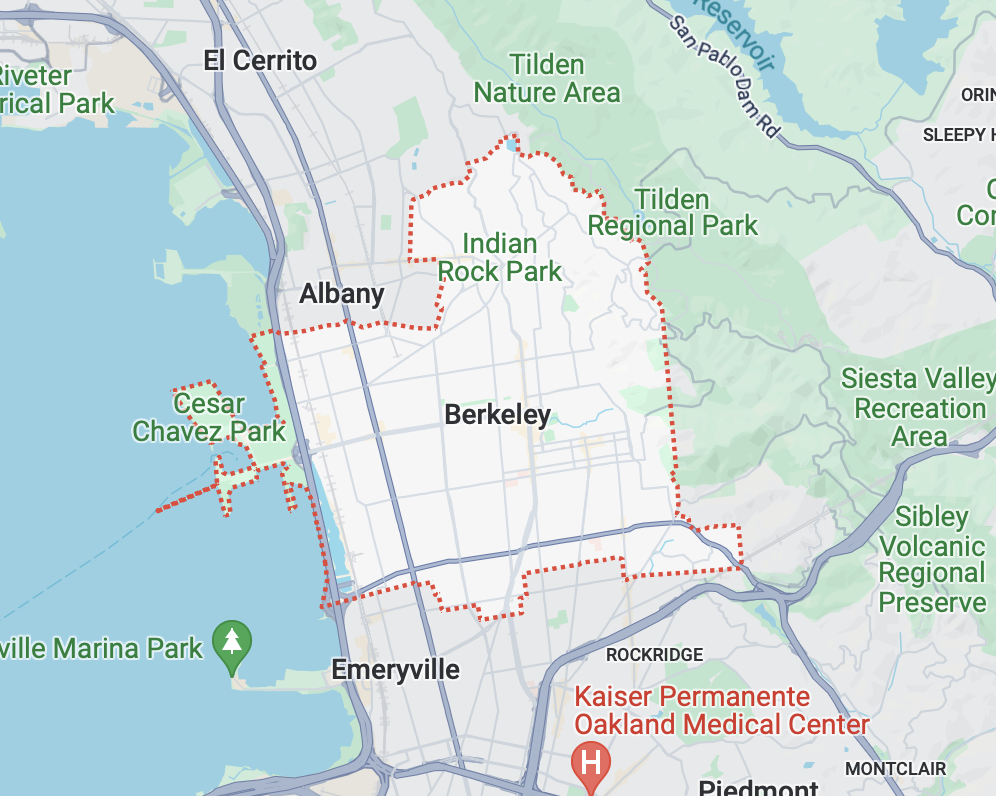 Reservoir
San Pablo Dam Rd
El Cerrito
Tilden
Nature Area
Riveter
rical Park
ORIN
SLEEPY H
Tilden
Regional Park
C
Cor
Indian
Rock Park
Albany
Siesta Valley
Recreation
Area
Cesar
Chavez Park
Berkeley
Sibley
Volcanic
Regional
Preserve
ville Marina Park
Emeryville
ROCKRIDGE
Kaiser Permanente
Oakland Medical Center
H
MONTCLAIR
Piedmont